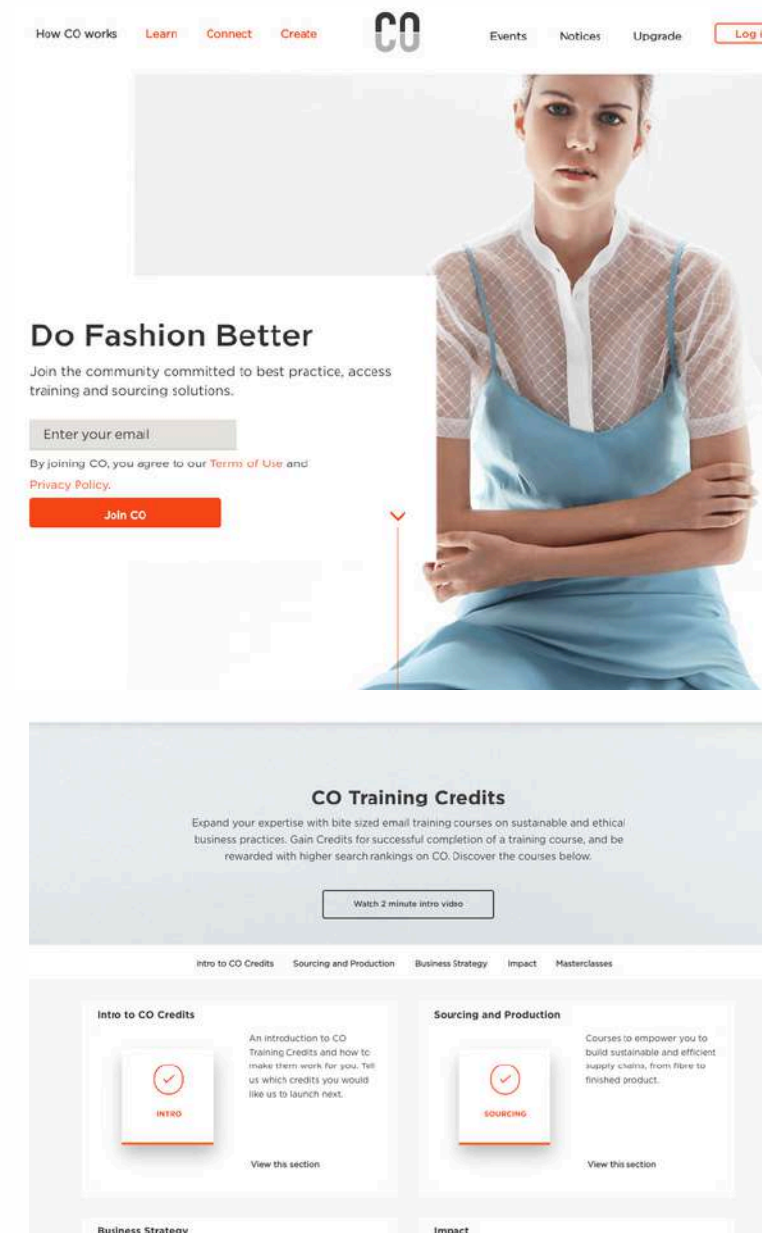 How CO works Learn Connect Create CO Events Notices Upgrade Log i
Do Fashion Better
Join the community committed to best practice, access
training and sourcing solutions.
Enter your email
By joining CO, you agree to our Terms of Use and
Privacy Policy.
Join CO
CO Training Credits
Expand your expertise with bite sized email training courses on sustanable and ethical
business practices. Gain Credits for successful completion of a training course, and be
rewarded with higher search rankings on CO. Discover the courses below.
Watch 2 minute intro video
Intro to CO Credits Sourcing and Production Business Strategy Impact Masterclasses
Intro to CO Credits
An introduction to CO
Training Credits and how to
make them work for you. Tell
us which credits you would
like us to launch next.
INTRO
View this section
Sourcing and Production
Courses to empower you to
build sustainable and efficient
supply chains, from fibre to
finished product.
SOURCING
View this section
Business Strategy
Impact